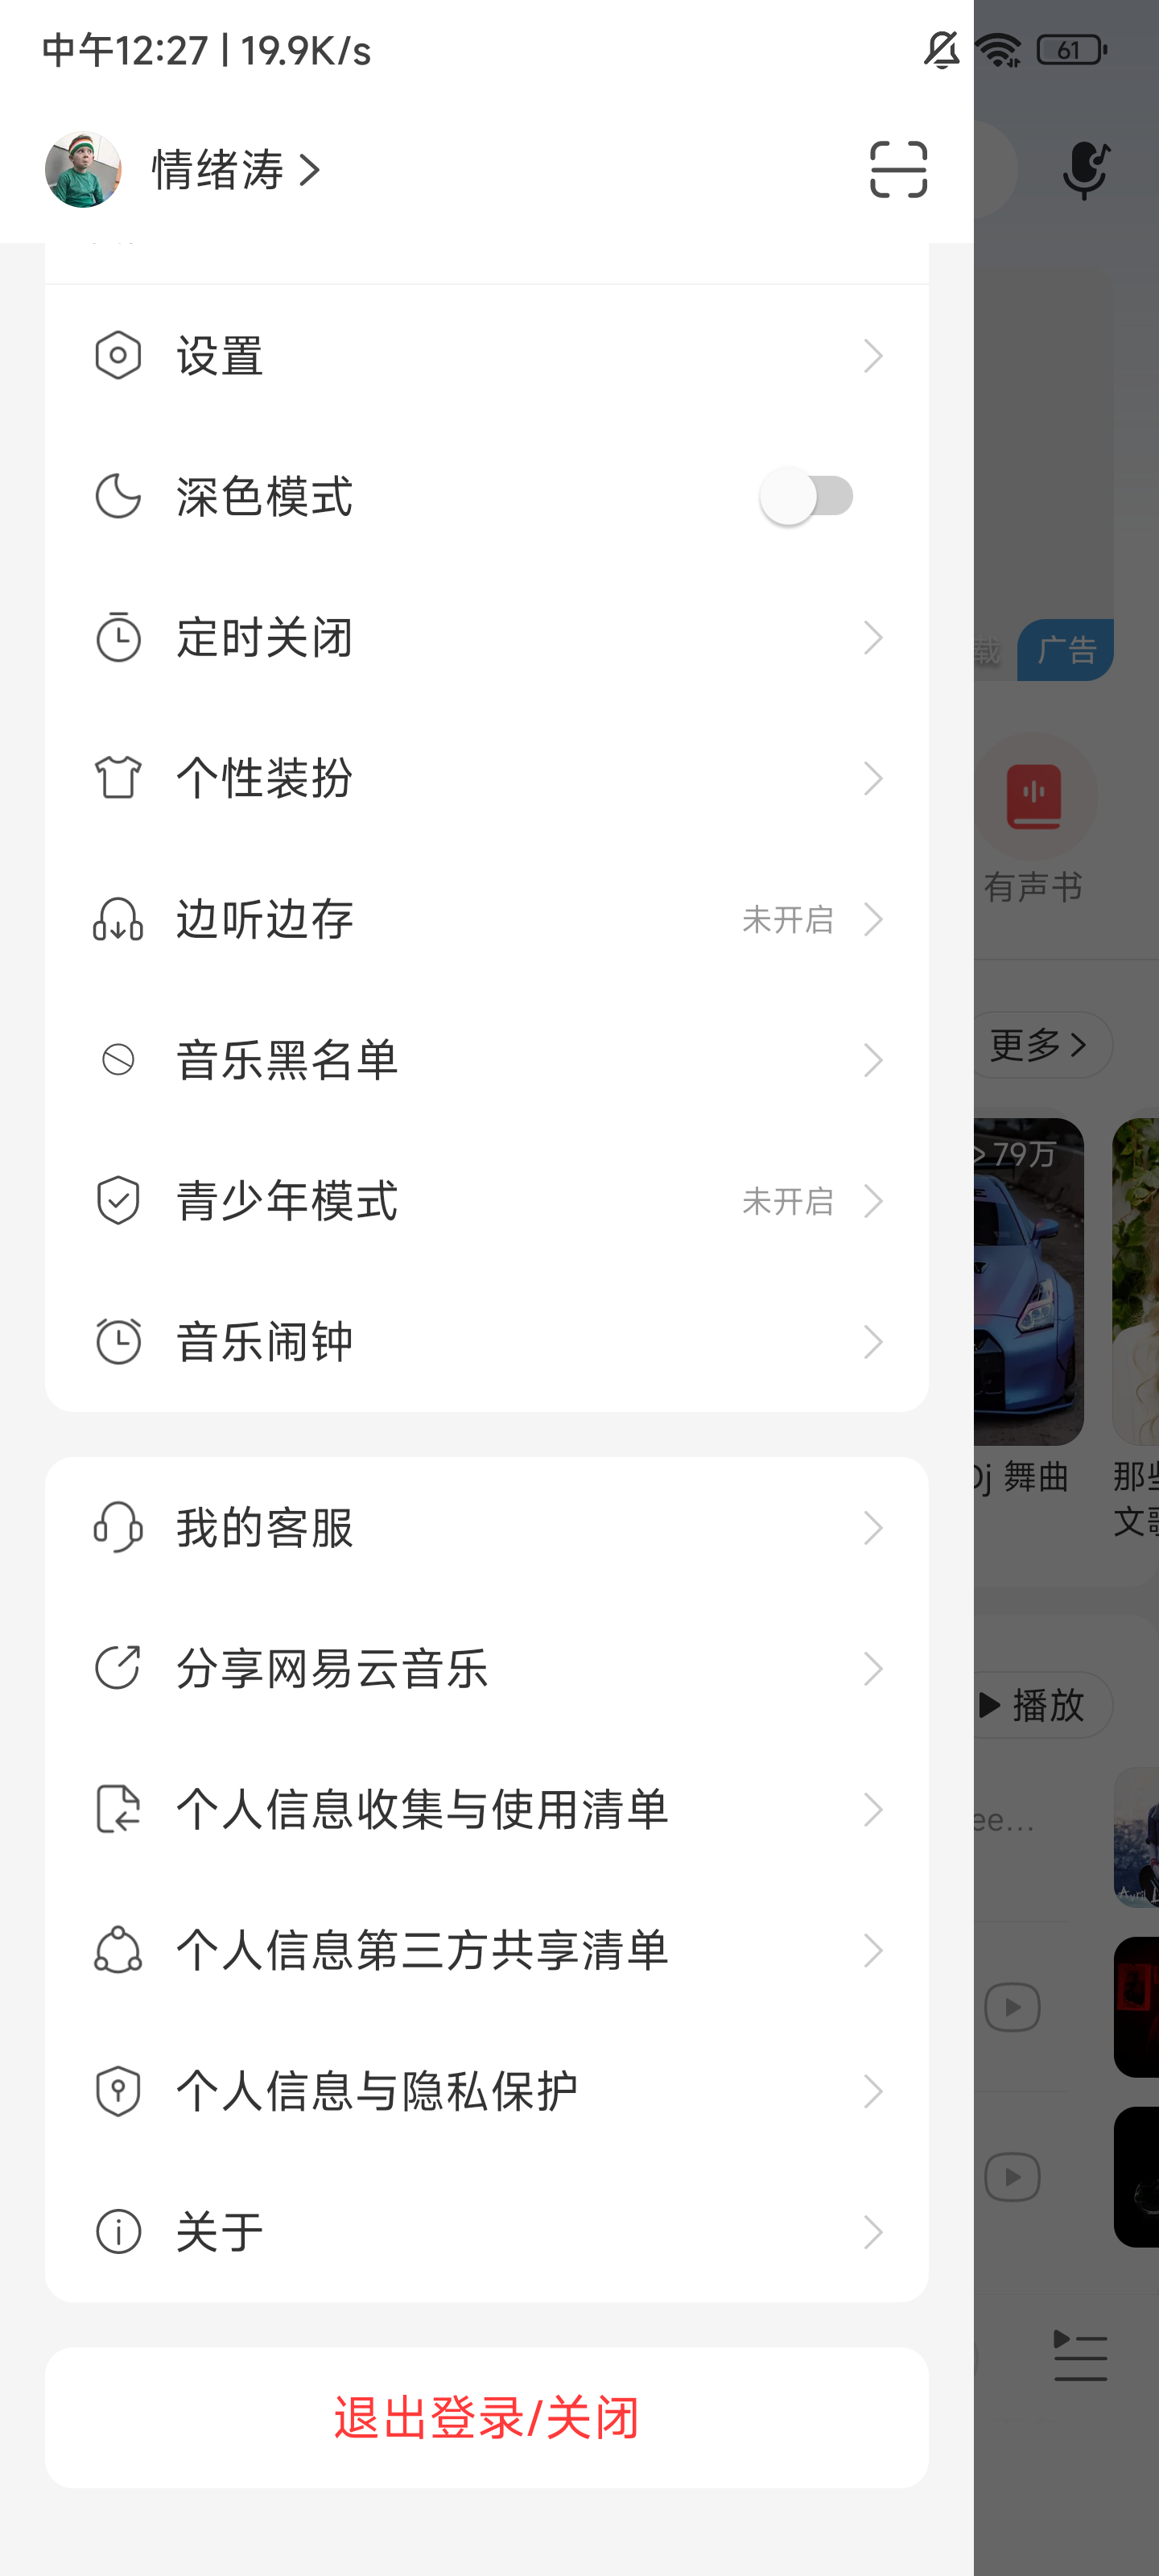 中午12:27 | 19.9K/s
61
情绪涛
设置
深色模式
定时关闭
载
广告
个性装扮
有声书
边听边存
未开启
音乐黑名单
更多
79万
青少年模式
未开启
音乐闹钟
Dj 舞曲
那些
文歌
我的客服
分享网易云音乐
播放
个人信息收集与使用清单
ee...
Avril
个人信息第三方共享清单
个人信息与隐私保护
关于
退出登录/关闭